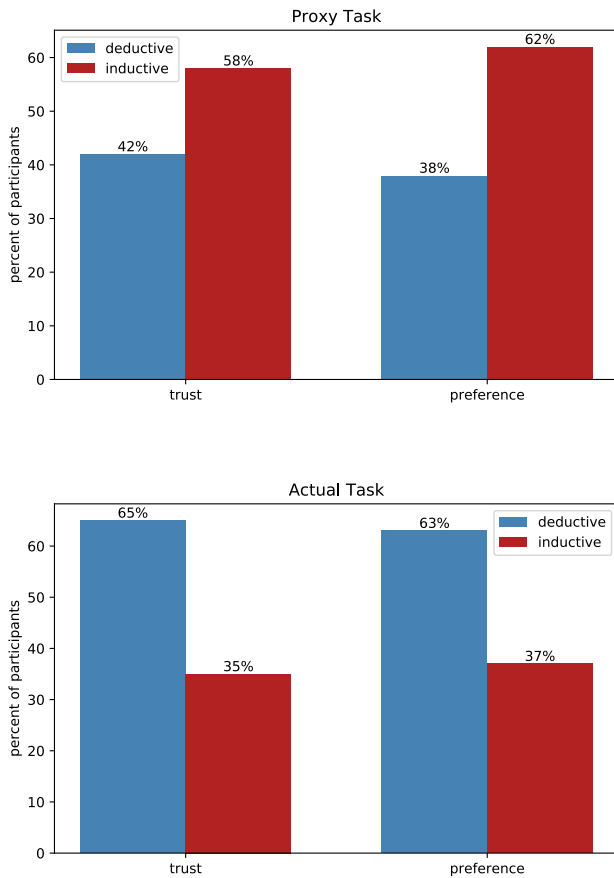 Proxy Task
deductive
inductive
percent of participants
60
50
40
30
20
10
0
42%
58%
38%
62%
trust
preference
Actual Task
deductive
inductive
percent of participants
60
50
40
30
20
10
0
65%
35%
63%
37%
trust
preference